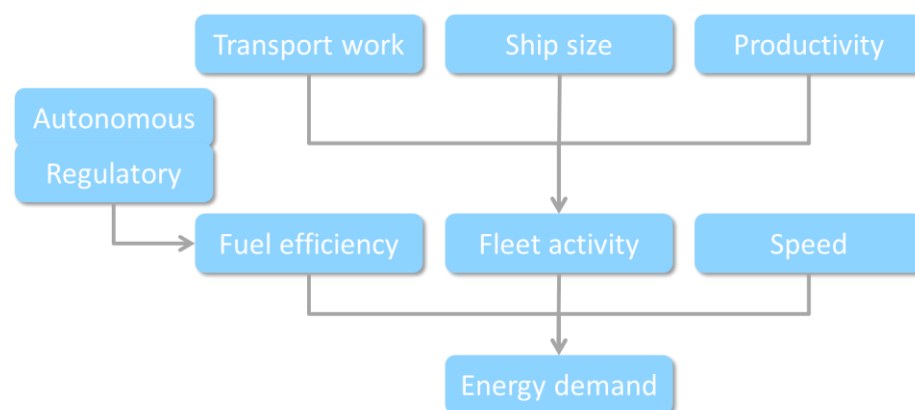 Transport work
Ship size
Productivity
Autonomous
Regulatory
Fuel efficiency
Fleet activity
Speed
Energy demand